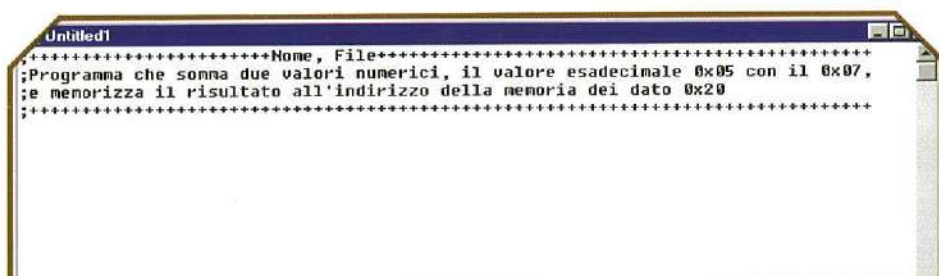 Untitled1
;+++++++++++++++++++++++Nome, File+++++++++++++++++++++++++++++++++++++++++++++++
;Programma che somma due valori numerici, il valore esadecimale 0x05 con il 0x07,
;e memorizza il risultato all'indirizzo della memoria dei dato 0x20
;++++++++++++++++++++++++++++++++++++++++++++++++++++++++++++++++++++++++++++++++